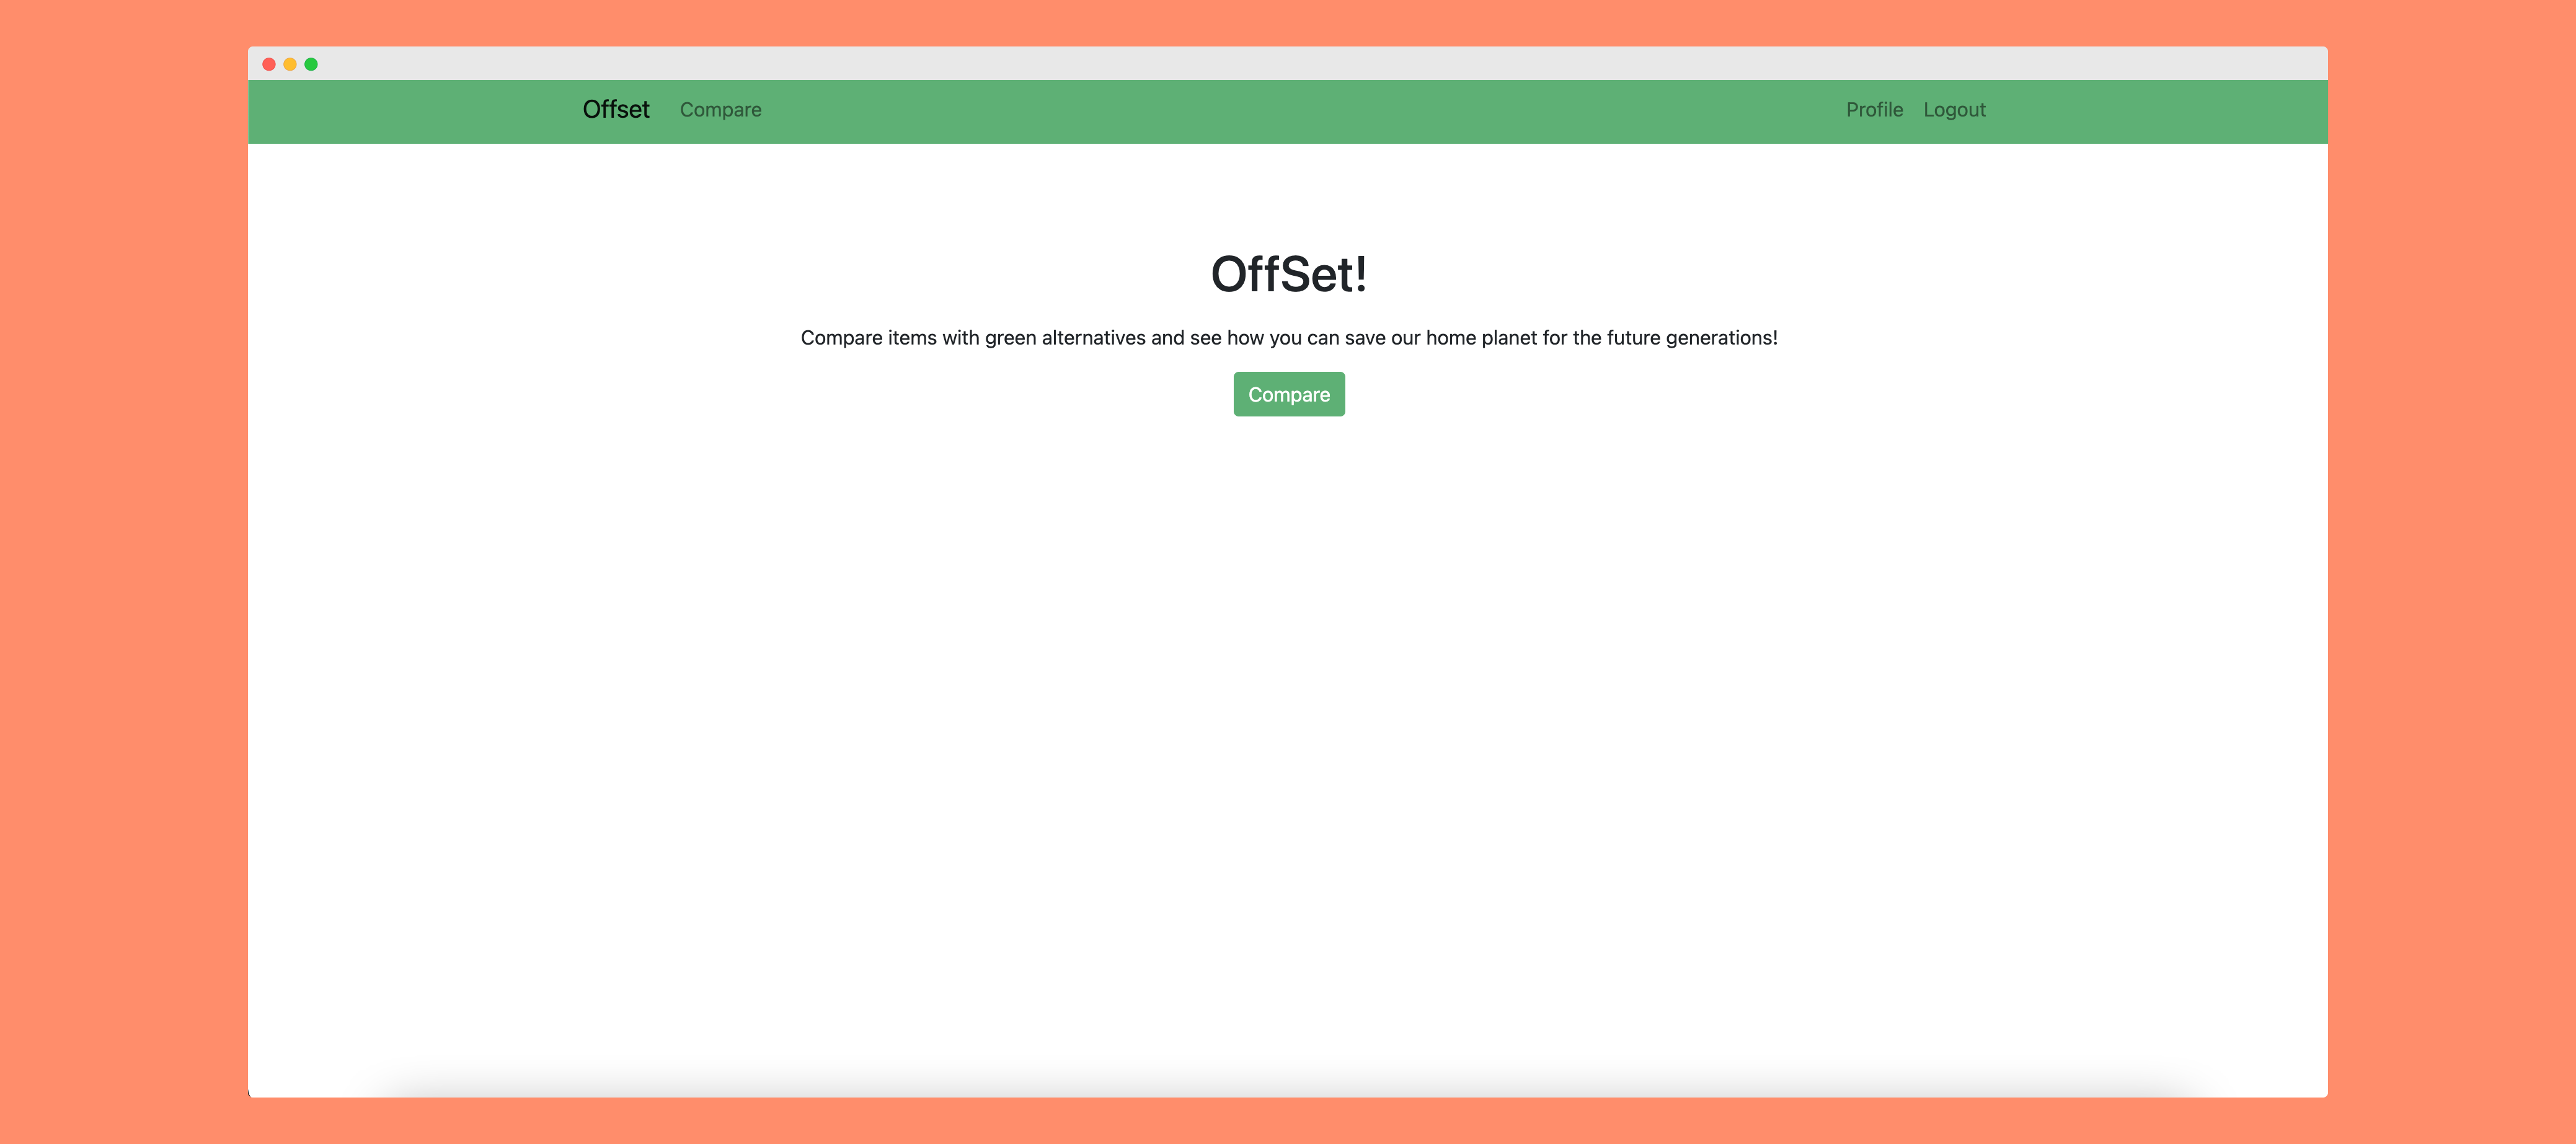 Offset Compare Profile Logout
OffSet!
Compare items with green alternatives and see how you can save our home planet for the future generations!
Compare